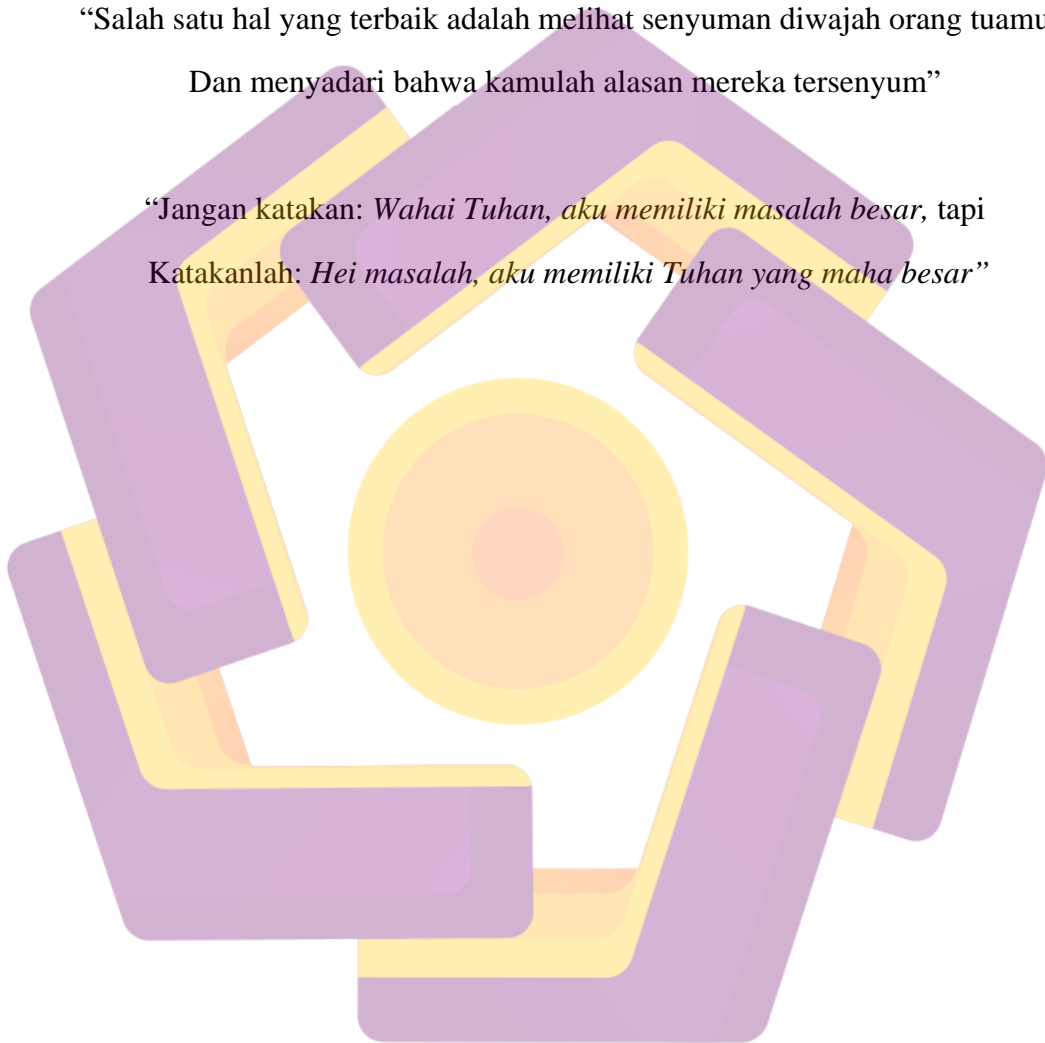 “Salah satu hal yang terbaik adalah melihat senyuman diwajah orang tuamu
Dan menyadari bahwa kamulah alasan mereka tersenyum”
“Jangan katakan: Wahai Tuhan, aku memiliki masalah besar, tapi
Katakanlah: Hei masalah, aku memiliki Tuhan yang maha besar”